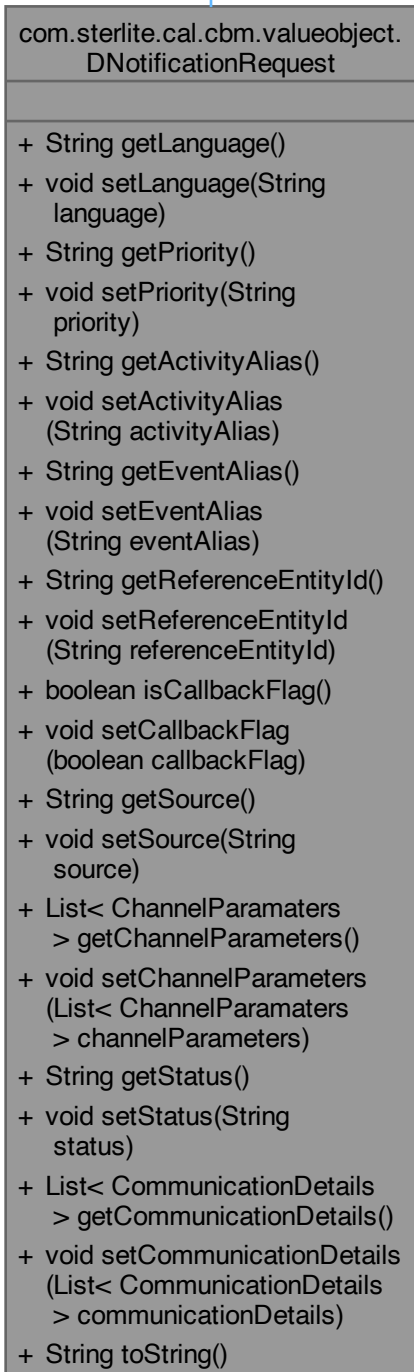 com.sterlite.cal.cbm.valueobject.
DNotificationRequest
+ String getLanguage()
+ void setLanguage(String
language)
+ String getPriority()
+ void setPriority(String
priority)
+ String getActivityAlias()
+ void setActivityAlias
(String activityAlias)
+ String getEventAlias()
+ void setEventAlias
(String eventAlias)
+ String getReferenceEntityId()
+ void setReferenceEntityId
(String referenceEntityId)
+ boolean isCallbackFlag()
+ void setCallbackFlag
(boolean callbackFlag)
+ String getSource()
+ void setSource(String
source)
+ List< ChannelParamaters
> getChannelParameters()
+ void setChannelParameters
(List< ChannelParamaters
> channelParameters)
+ String getStatus()
+ void setStatus(String
status)
+ List< CommunicationDetails
> getCommunicationDetails()
+ void setCommunicationDetails
(List< CommunicationDetails
> communicationDetails)
+ String toString()